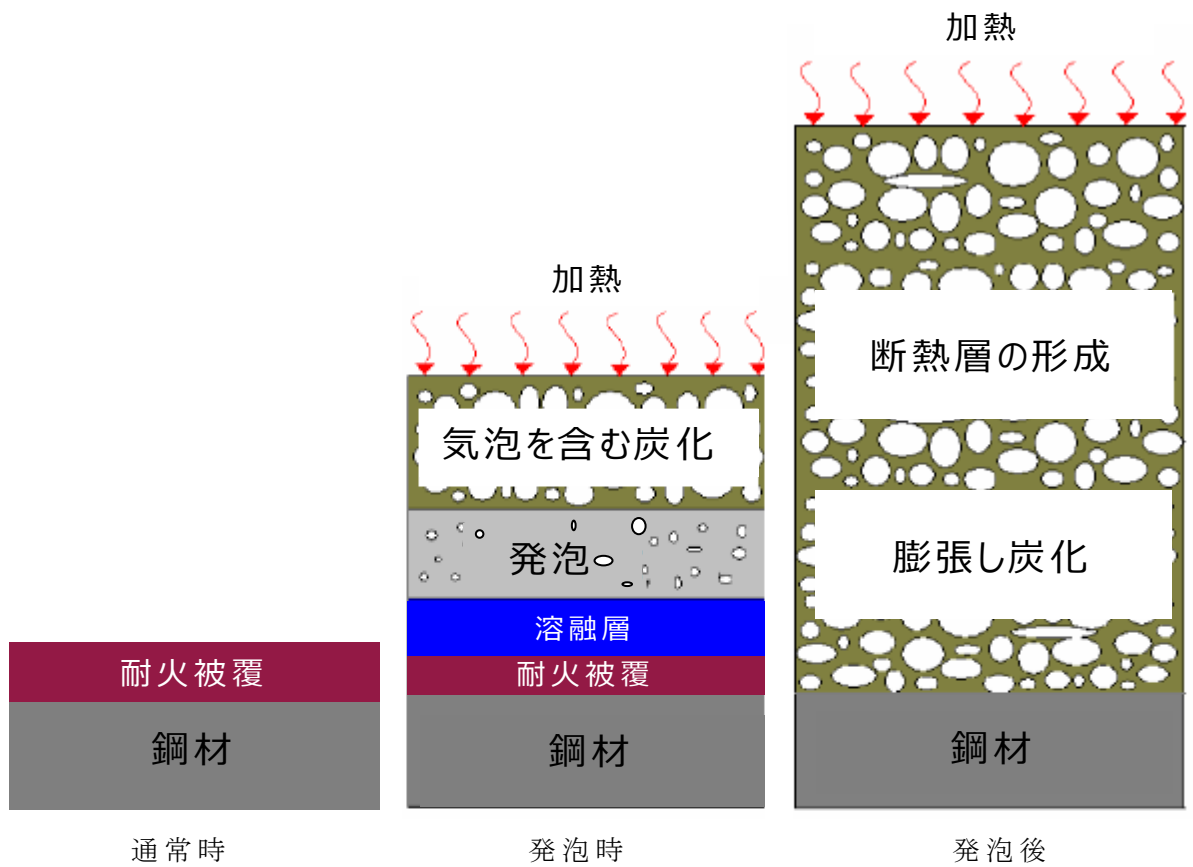 耐火被覆
鋼材
通常時
加熱
気泡を含む炭化
発泡
溶融層
耐火被覆
鋼材
発泡時
加熱
断熱層の形成
膨張し炭化
鋼材
発泡後